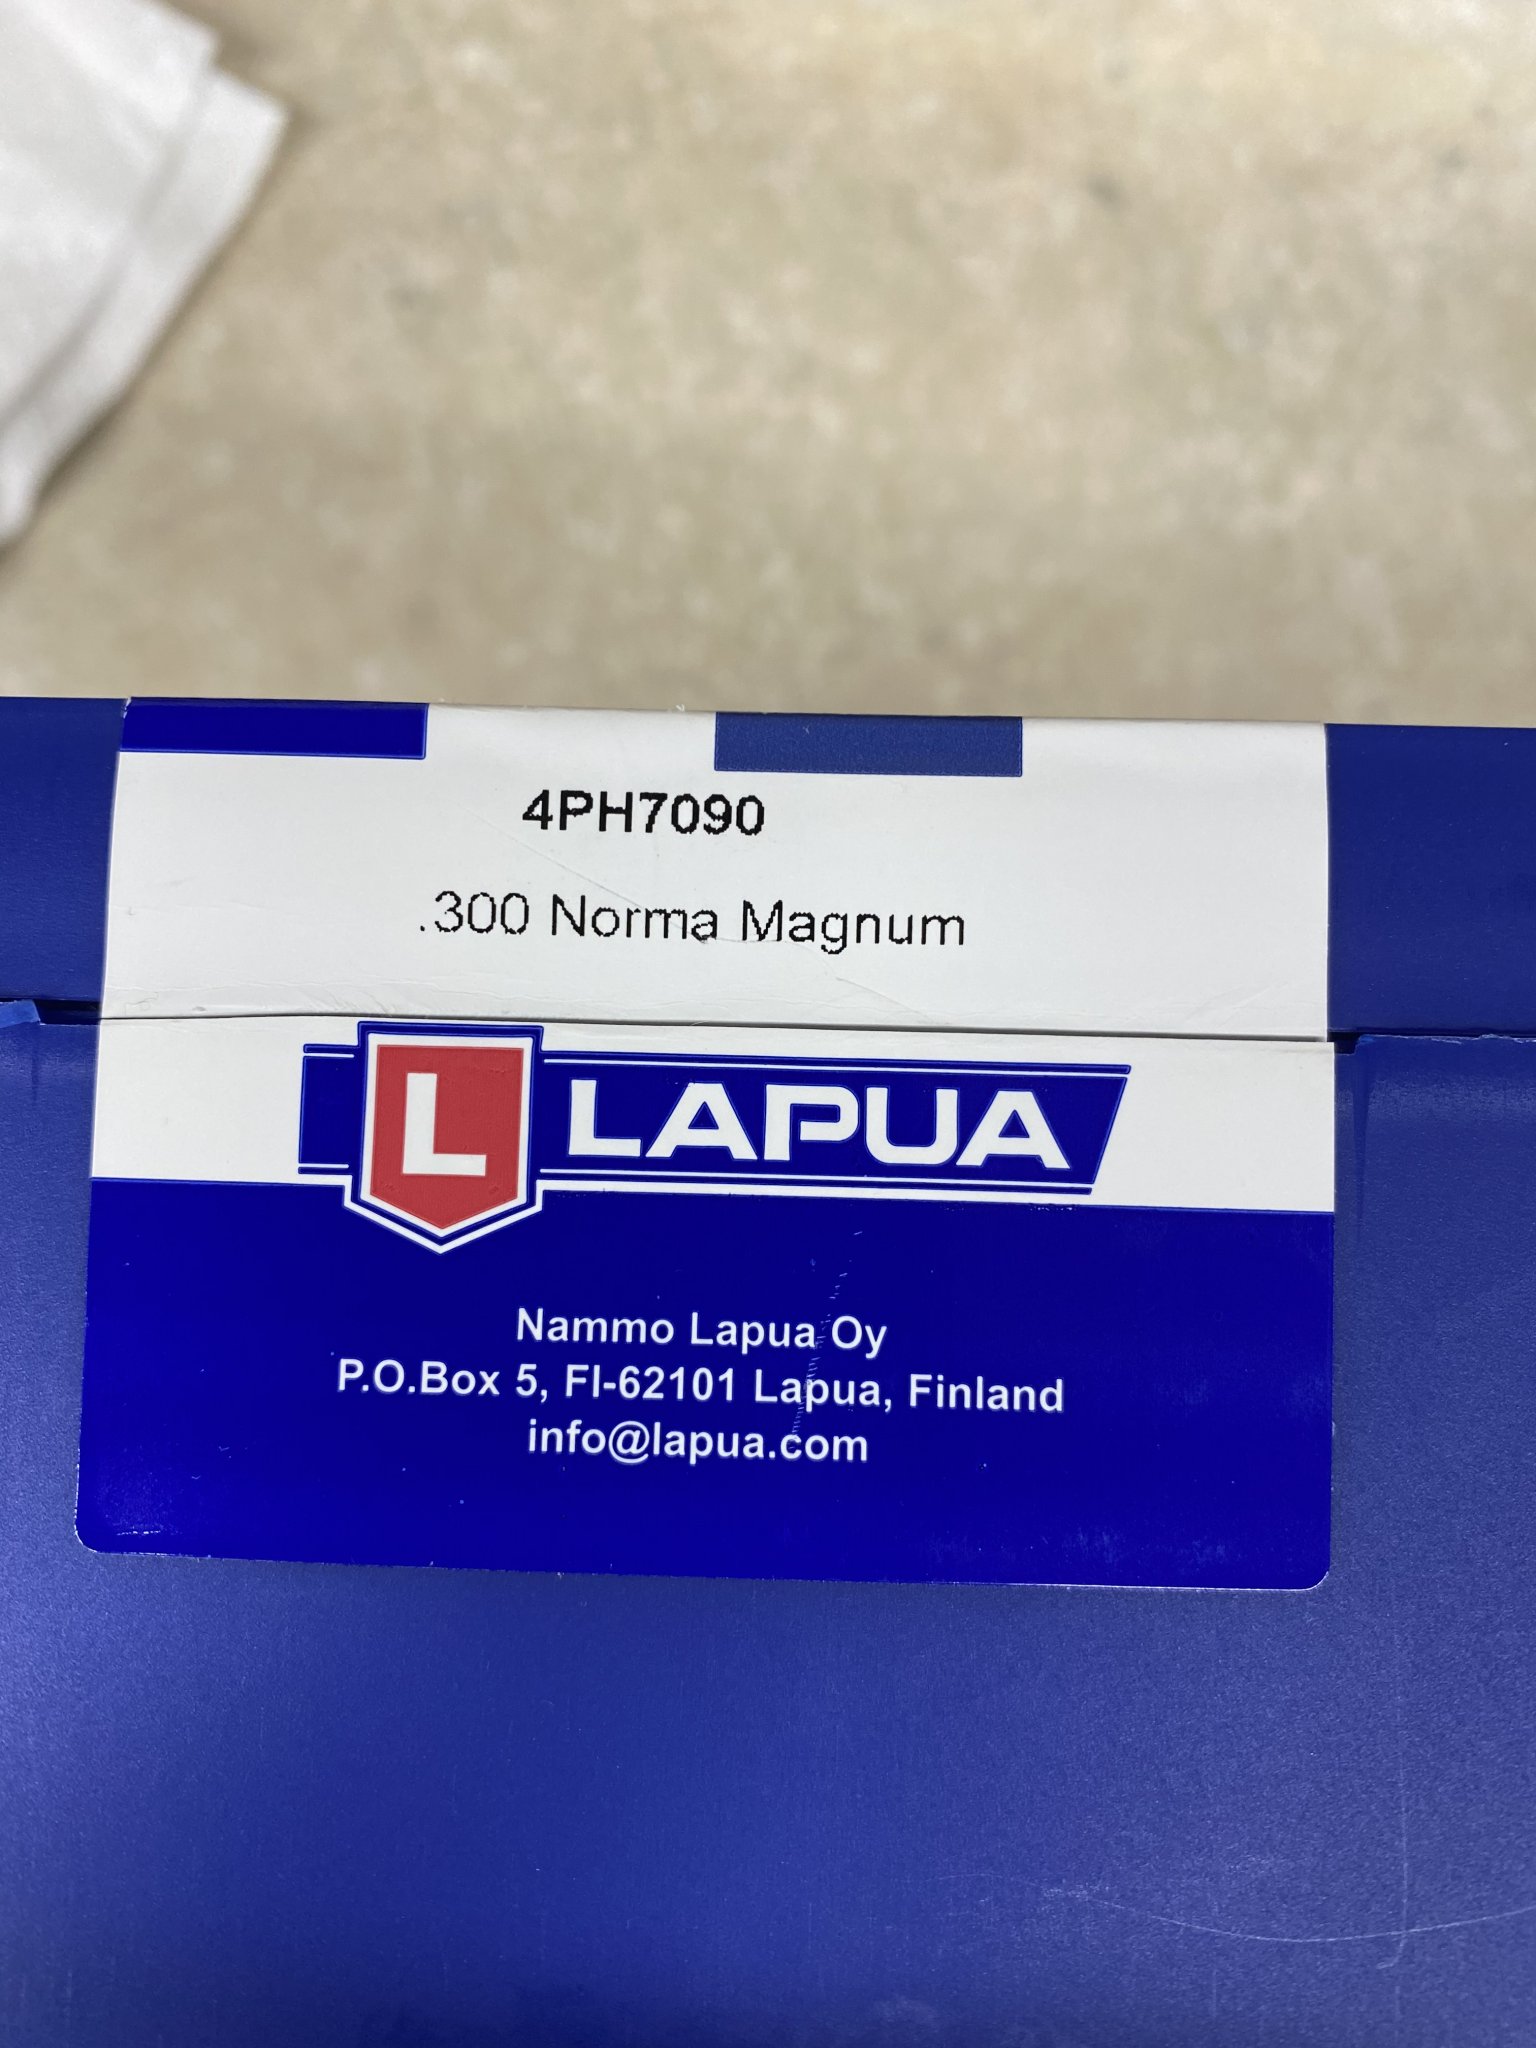 4PH7090
.300 Norma Magnum
L LAPUA
Nammo Lapua Oy
P.O.Box 5, FI-62101 Lapua, Finland
info@lapua.com